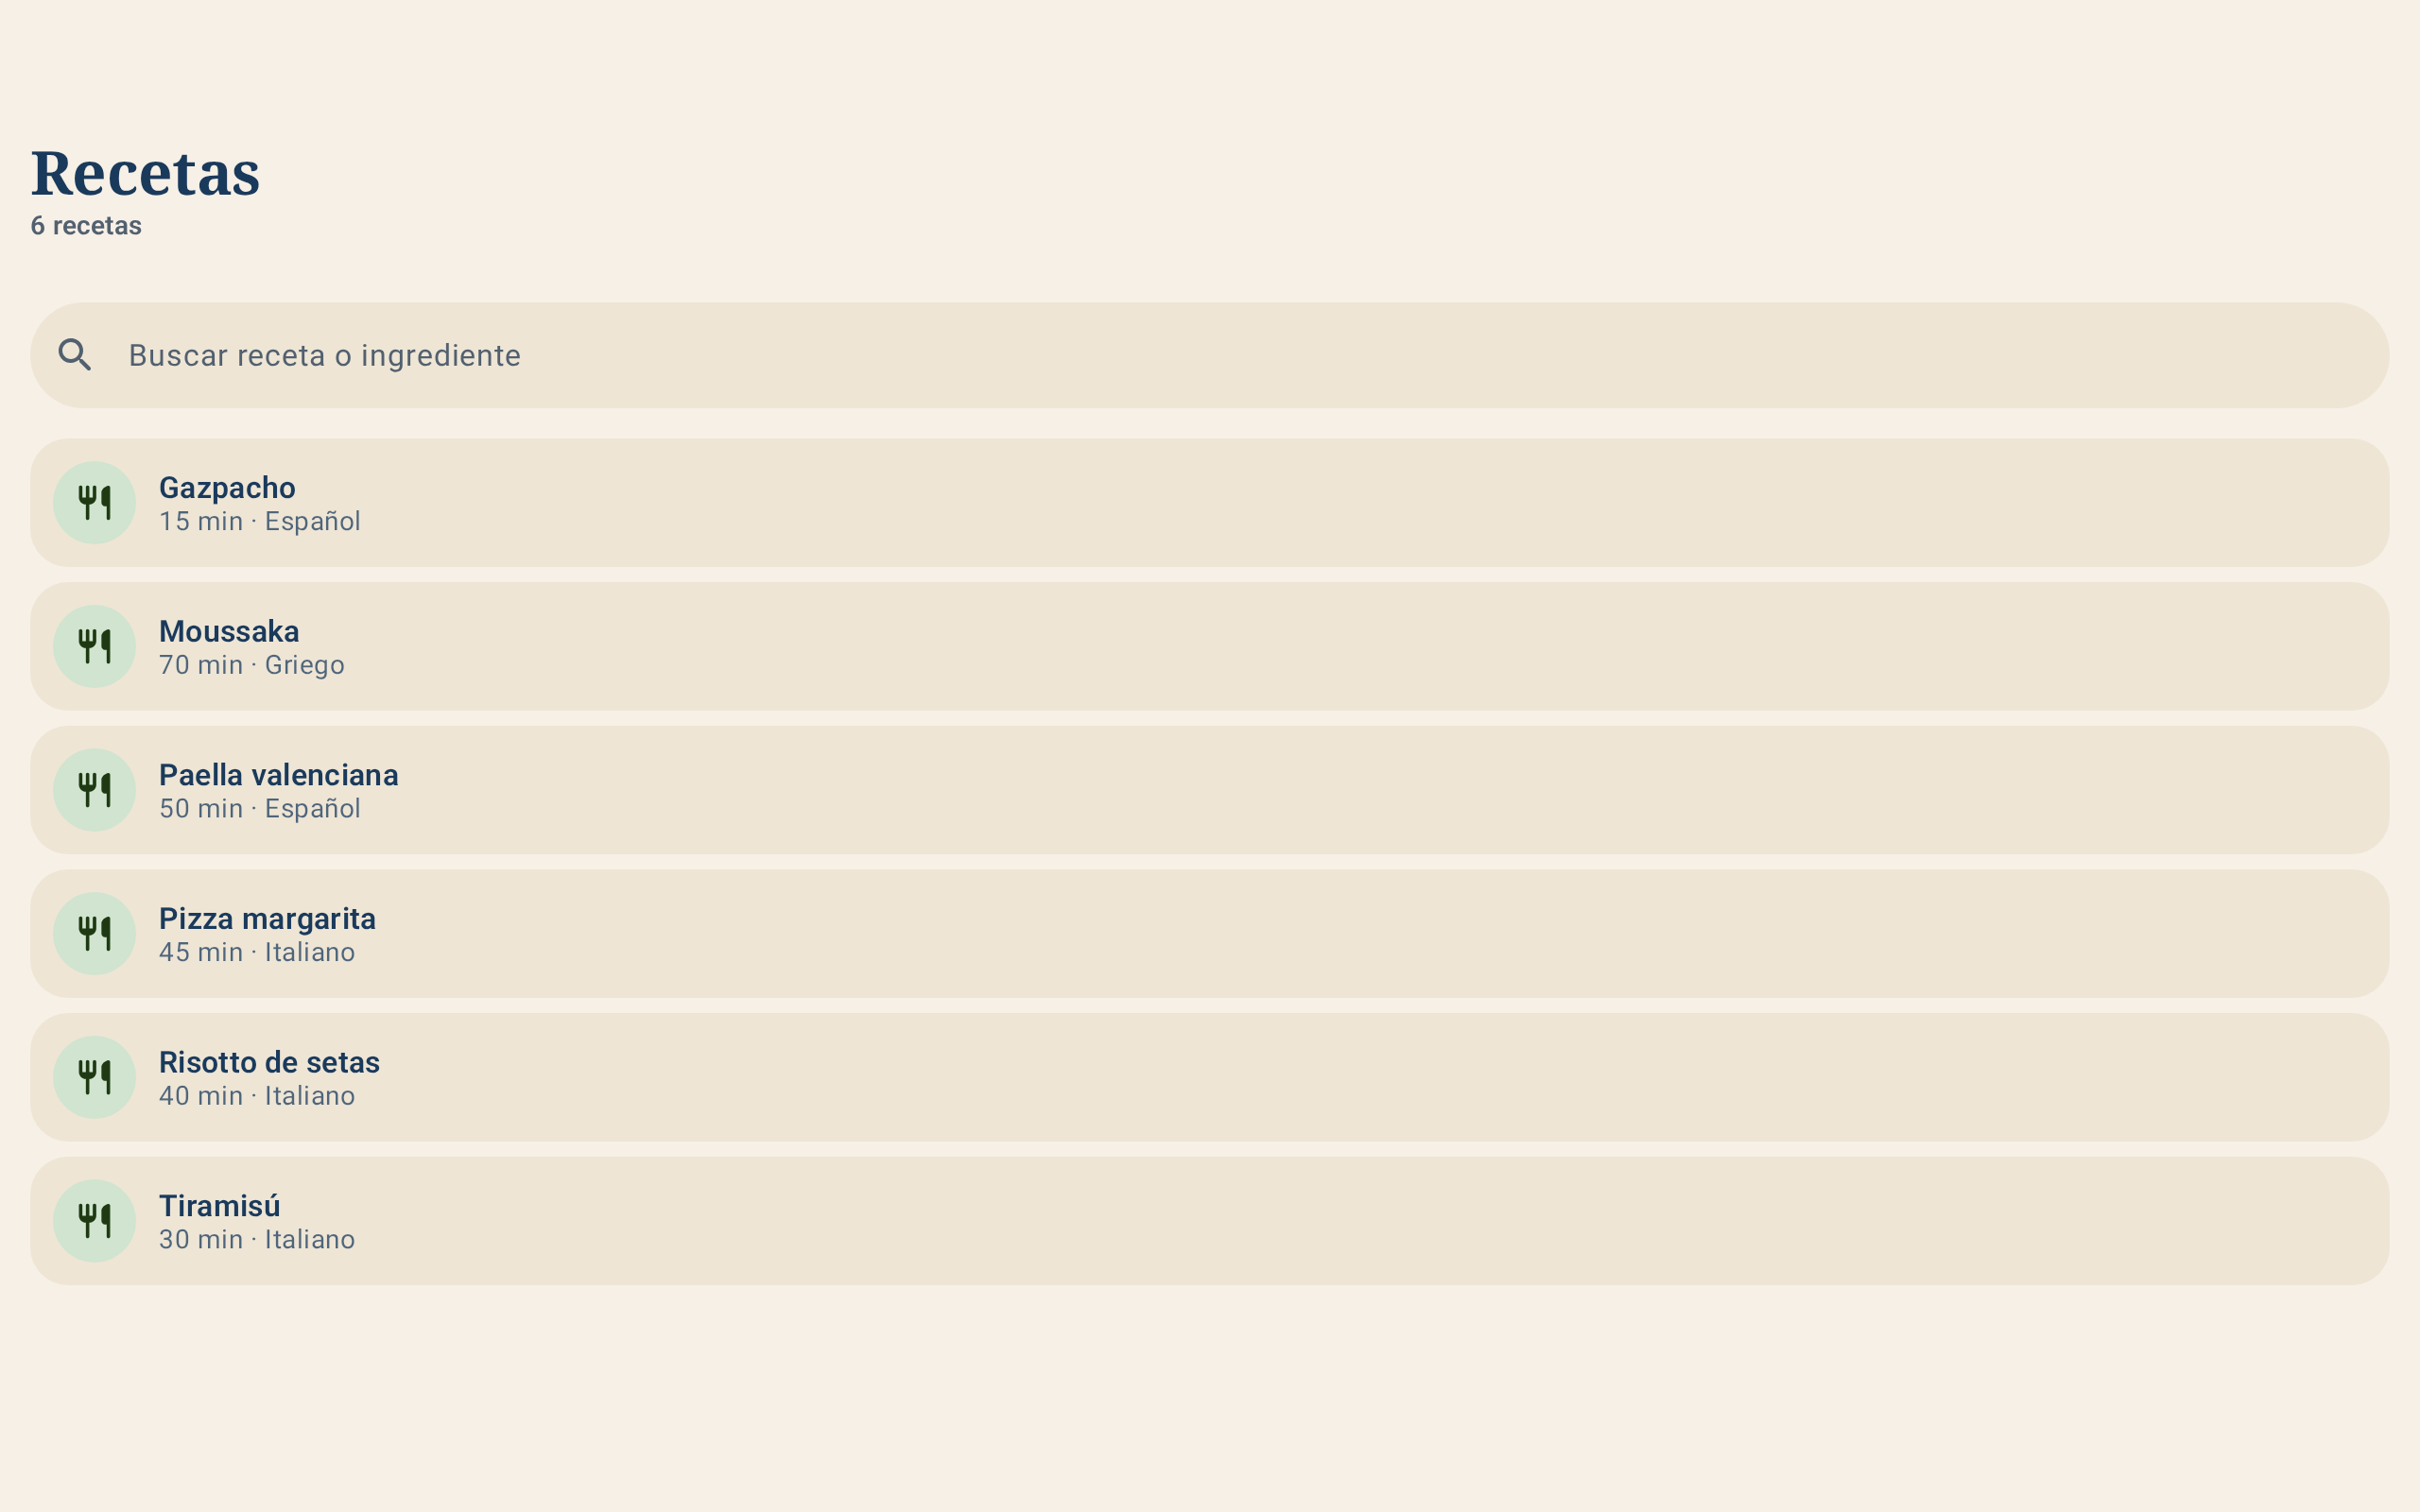 Recetas
6 recetas
Buscar receta o ingrediente
Gazpacho
15 min · Español
Moussaka
70 min · Griego
Paella valenciana
50 min · Español
Pizza margarita
45 min · Italiano
Risotto de setas
40 min · Italiano
Tiramisú
30 min · Italiano